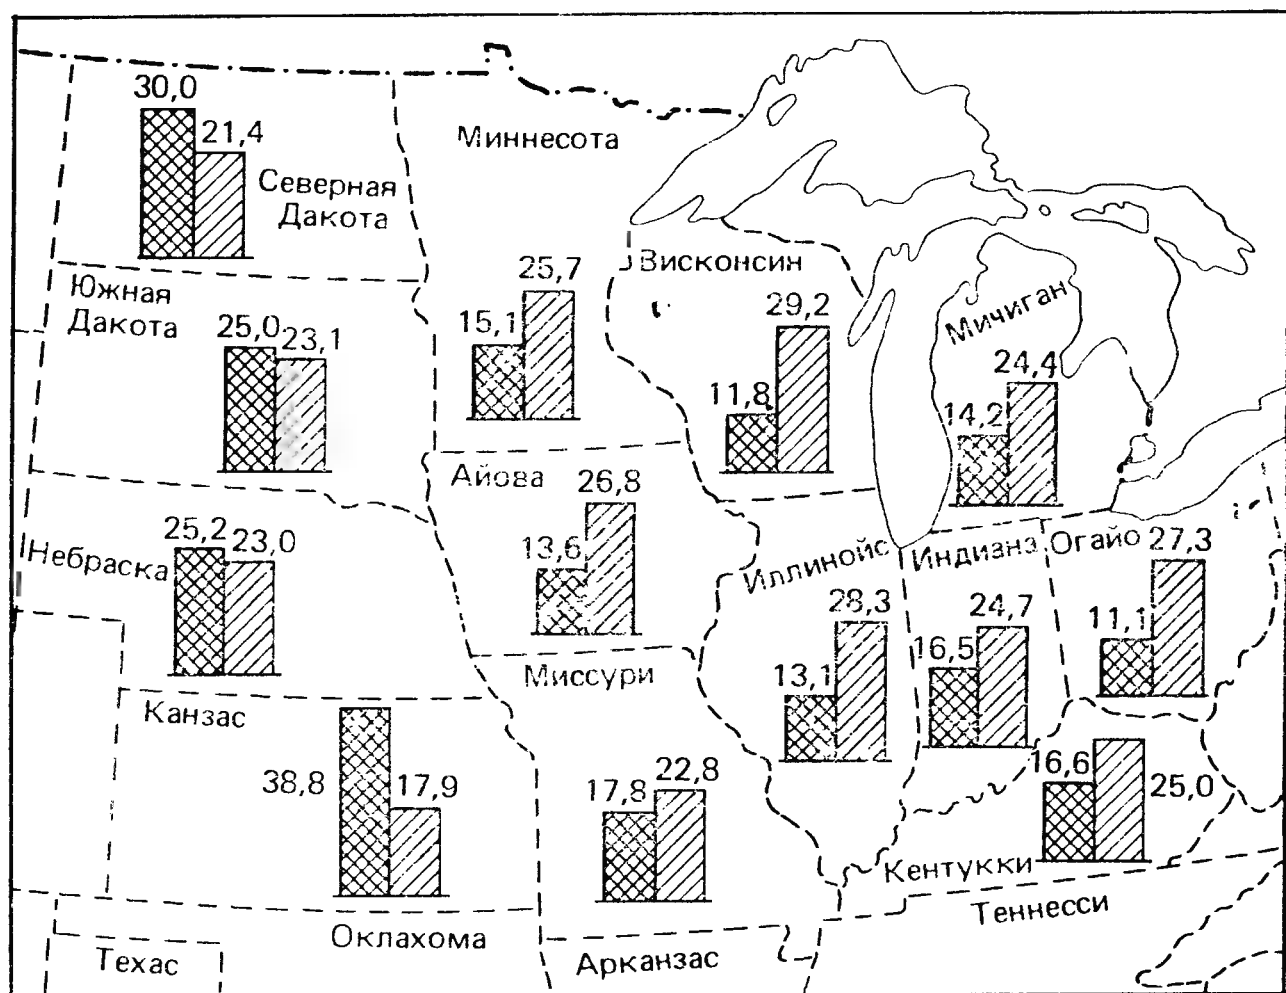 30,0
21,4
Миннесота
Северная
Дакота
Висконсин
Южная
Дакота
25,0
23,1
15,1
25,7
11,8
29,2
Мичиган
14,2
24,4
Айова
13,6
26,8
Небраска
25,2
23,0
Иллинойс
Индиана
Огайо
27,3
11,1
28,3
13,1
24,7
16,5
Миссури
Канзас
38,8
17,9
17,8
22,8
16,6
25,0
Кентукки
Теннесси
Оклахома
Техас
Арканзас